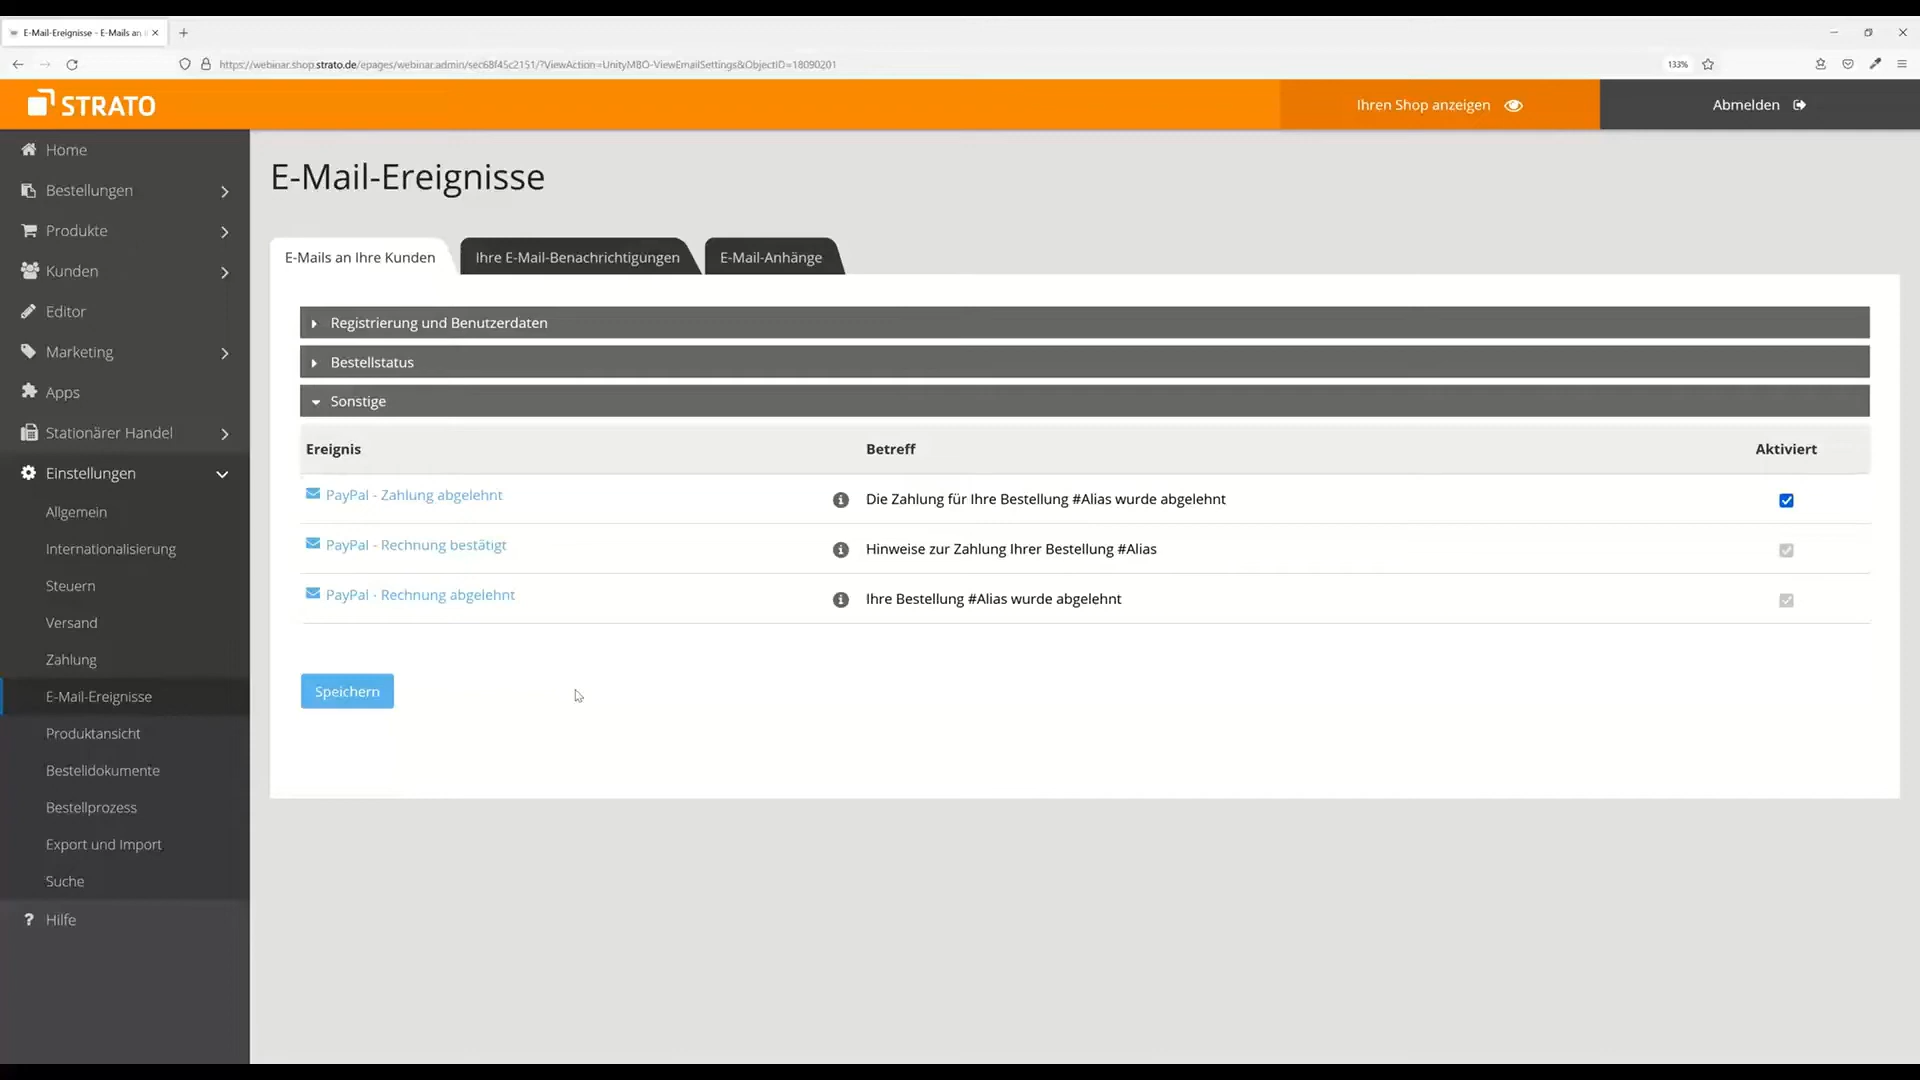 E-Mail-Ereignisse - E-Mails an
https://webinar.shop.strato.de/epages/webinar.admin/sec68f45c2151/?ViewAction=UnityMBO-ViewEmailSettings&ObjectID=18090201
133%
STRATO
Ihren Shop anzeigen
Abmelden
Home
Bestellungen
Produkte
Kunden
Editor
Marketing
Apps
Stationärer Handel
Einstellungen
Allgemein
Internationalisierung
Steuern
Versand
Zahlung
E-Mail-Ereignisse
Produktansicht
Bestelldokumente
Bestellprozess
Export und Import
Suche
? Hilfe
E-Mail-Ereignisse
E-Mails an Ihre Kunden
Ihre E-Mail-Benachrichtigungen
E-Mail-Anhänge
Registrierung und Benutzerdaten
Bestellstatus
Sonstige
Ereignis Betreff Aktiviert
PayPal - Zahlung abgelehnt Die Zahlung für Ihre Bestellung #Alias wurde abgelehnt
PayPal - Rechnung bestätigt Hinweise zur Zahlung Ihrer Bestellung #Alias
PayPal - Rechnung abgelehnt Ihre Bestellung #Alias wurde abgelehnt
Speichern